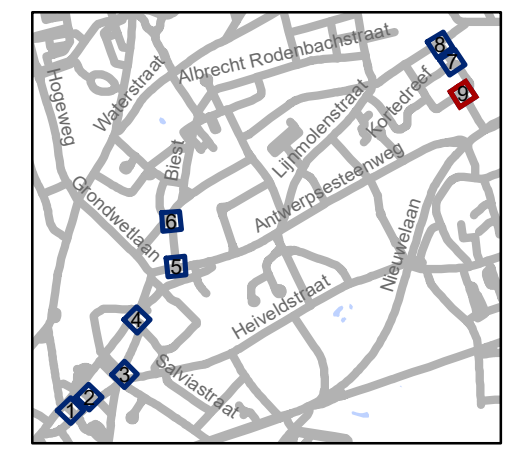 Hogeweg
Waterstraat
Albrecht Rodenbachstraat
8
7
9
Lijnmolenstraat
Kortedreef
Biest
Grondwetlaan
Antwerpsesteenweg
6
5
Nieuwelaan
Heiveldstraat
4
3
Salviastraat
2
1